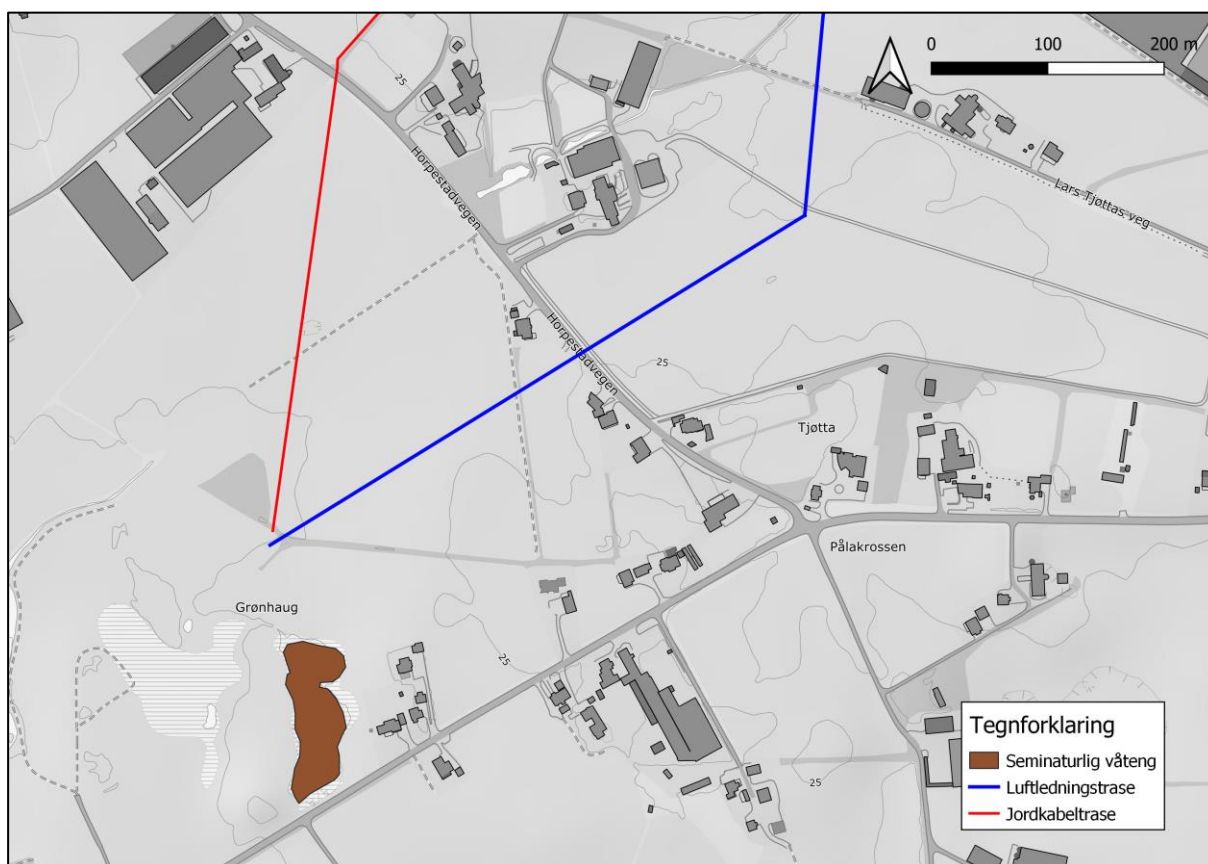 0 100 200 m
25
Horpestadvegen
Lars Tjøttas veg
Horpestadvegen
25
Tjøtta
Pålakrossen
Grønhaug
25
25
Tegnforklaring
Seminaturlig våteng
Luftledningstrase
Jordkabeltrase